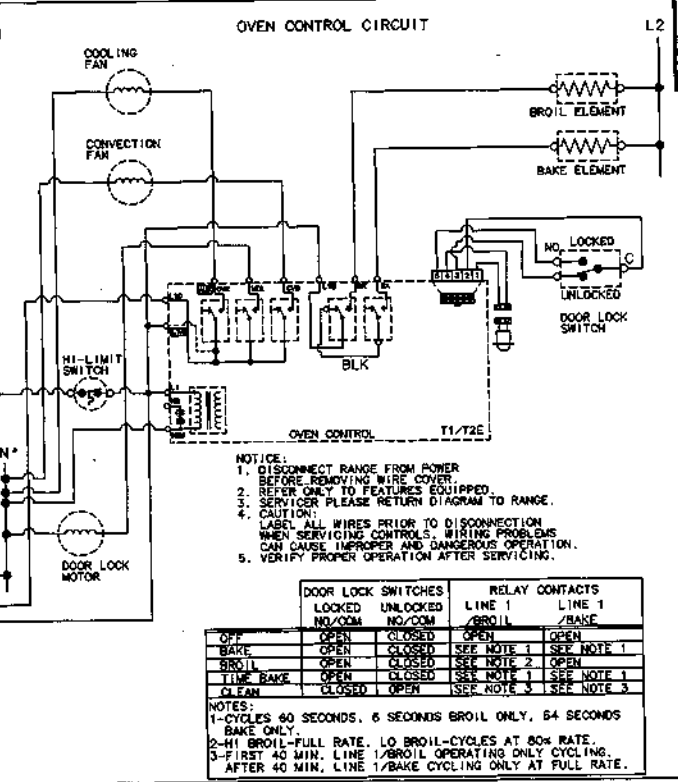 OVEN CONTROL CIRCUIT
L2
COOLING
FAN
BROIL ELEMENT
CONVECTION
FAN
BAKE ELEMENT
NO
LOCKED
C
5 4 3 2 1
UNLOCKED
DOOR LOCK
SWITCH
BLK
HI-LIMIT
SWITCH
L1
OVEN CONTROL
T1/T2E
N*
DOOR LOCK
MOTOR
NOTICE:
1. DISCONNECT RANGE FROM POWER
BEFORE REMOVING WIRE COVER.
2. REFER ONLY TO FEATURES EQUIPPED.
3. SERVICER PLEASE RETURN DIAGRAM TO RANGE.
4. CAUTION:
LABEL ALL WIRES PRIOR TO DISCONNECTION
WHEN SERVICING CONTROLS. WIRING PROBLEMS
CAN CAUSE IMPROPER AND DANGEROUS OPERATION.
5. VERIFY PROPER OPERATION AFTER SERVICING.
DOOR LOCK SWITCHES RELAY CONTACTS
LOCKED UNLOCKED LINE 1 LINE 1
NO/COM NO/COM /BROIL /BAKE
OFF OPEN CLOSED OPEN OPEN
BAKE OPEN CLOSED SEE NOTE 1 SEE NOTE 1
BROIL OPEN CLOSED SEE NOTE 2 OPEN
TIME BAKE OPEN CLOSED SEE NOTE 1 SEE NOTE 1
CLEAN CLOSED OPEN SEE NOTE 3 SEE NOTE 3
NOTES:
1-CYCLES 60 SECONDS. 6 SECONDS BROIL ONLY, 54 SECONDS
BAKE ONLY.
2-HI BROIL-FULL RATE. LO BROIL-CYCLES AT 80% RATE.
3-FIRST 40 MIN. LINE 1/BROIL OPERATING ONLY CYCLING.
AFTER 40 MIN. LINE 1/BAKE CYCLING ONLY AT FULL RATE.